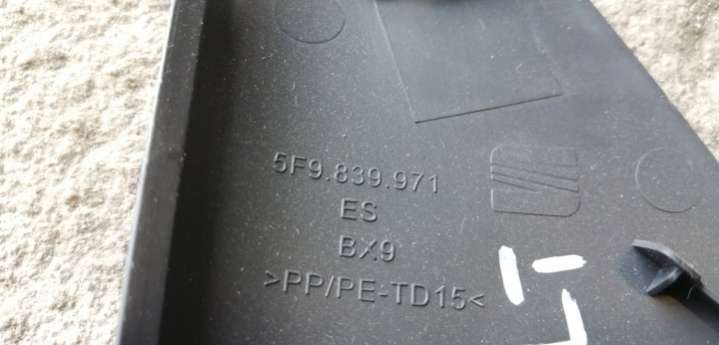 5F9.839.971
ES
BX9
>PP/PE-TD15<